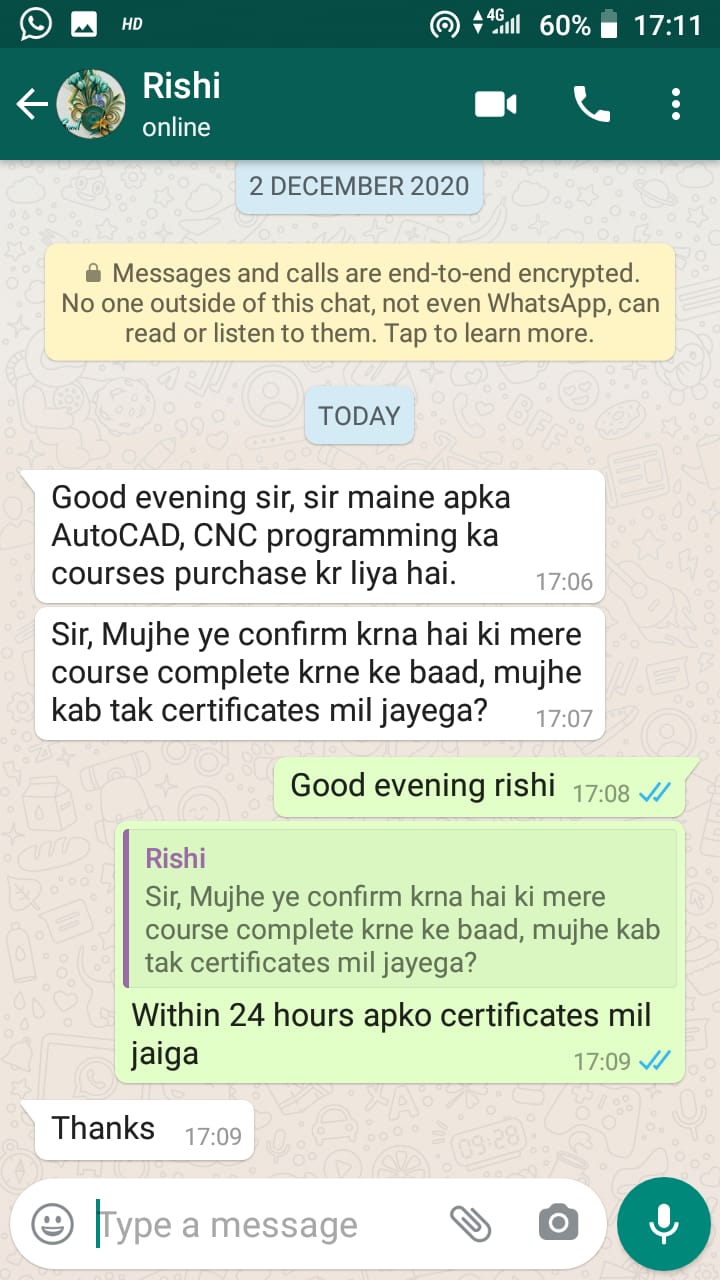 HD
4G
60%
17:11
Rishi
online
2 DECEMBER 2020
Messages and calls are end-to-end encrypted.
No one outside of this chat, not even WhatsApp, can
read or listen to them. Tap to learn more.
TODAY
Good evening sir, sir maine apka
AutoCAD, CNC programming ka
courses purchase kr liya hai.
17:06
Sir, Mujhe ye confirm krna hai ki mere
course complete krne ke baad, mujhe
kab tak certificates mil jayega?
17:07
Good evening rishi
17:08
Rishi
Sir, Mujhe ye confirm krna hai ki mere
course complete krne ke baad, mujhe kab
tak certificates mil jayega?
Within 24 hours apko certificates mil
jaiga
17:09
Thanks
17:09
Type a message